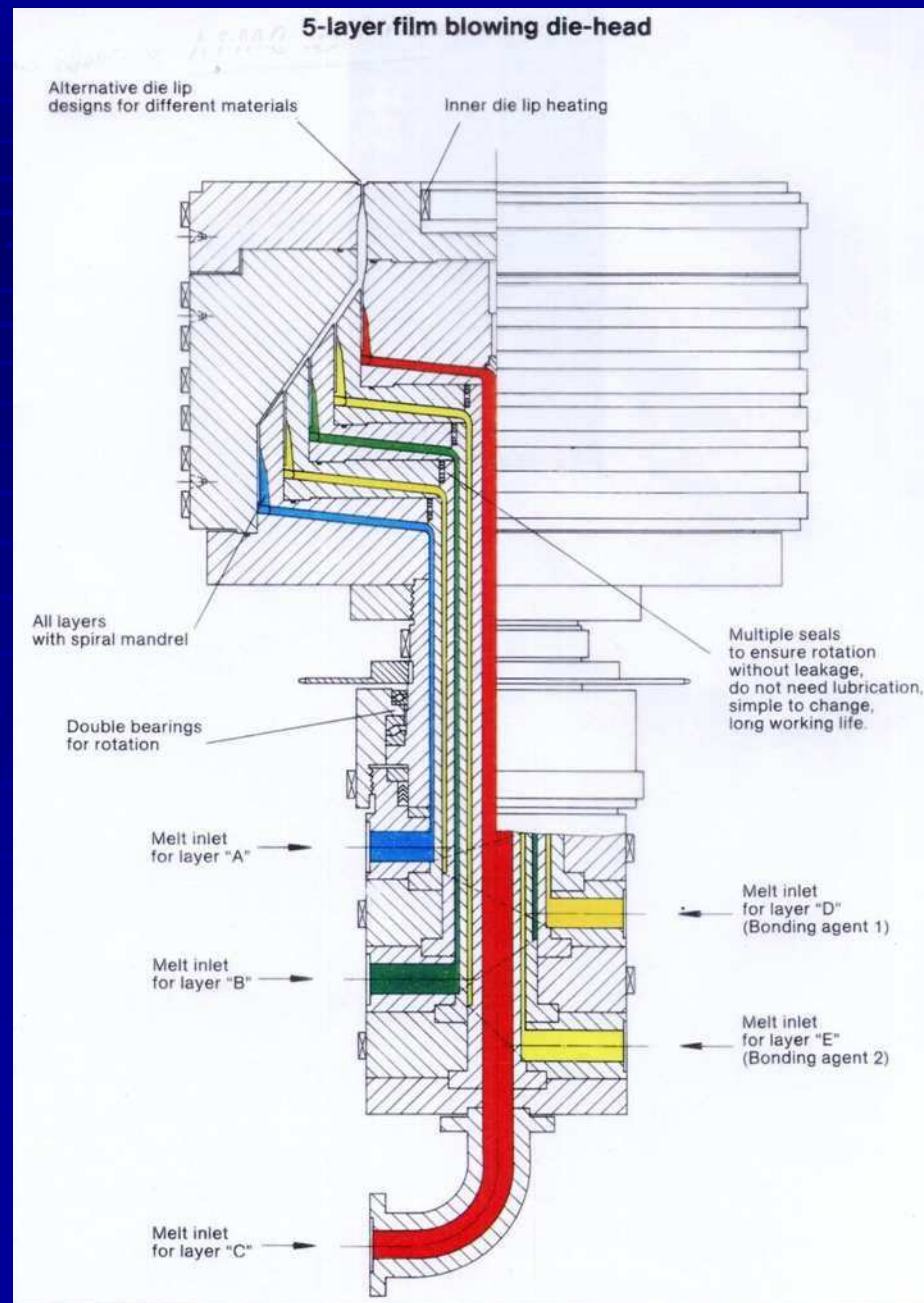 5-layer film blowing die-head
Alternative die lip
designs for different materials
Inner die lip heating
All layers
with spiral mandrel
Multiple seals
to ensure rotation
without leakage,
do not need lubrication,
simple to change,
long working life.
Double bearings
for rotation
Melt inlet
for layer "A"
Melt inlet
for layer "D"
(Bonding agent 1)
Melt inlet
for layer "B"
Melt inlet
for layer "E"
(Bonding agent 2)
Melt inlet
for layer "C"